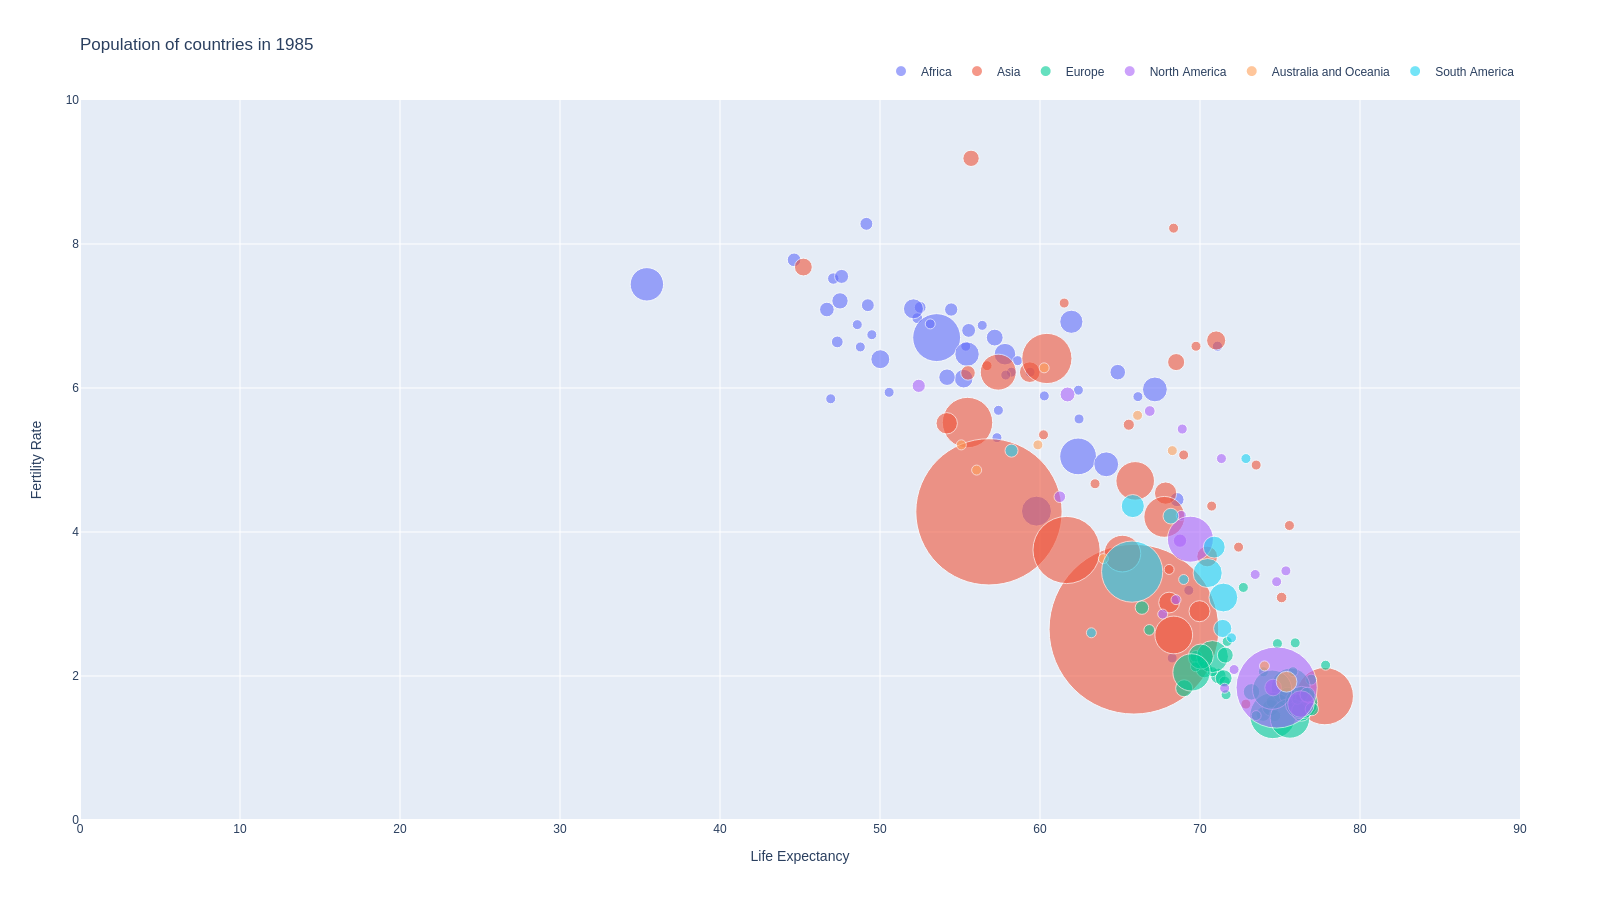 Population of countries in 1985
Africa Asia Europe North America Australia and Oceania South America
10
8
6
4
2
0
Fertility Rate
0 10 20 30 40 50 60 70 80 90
Life Expectancy